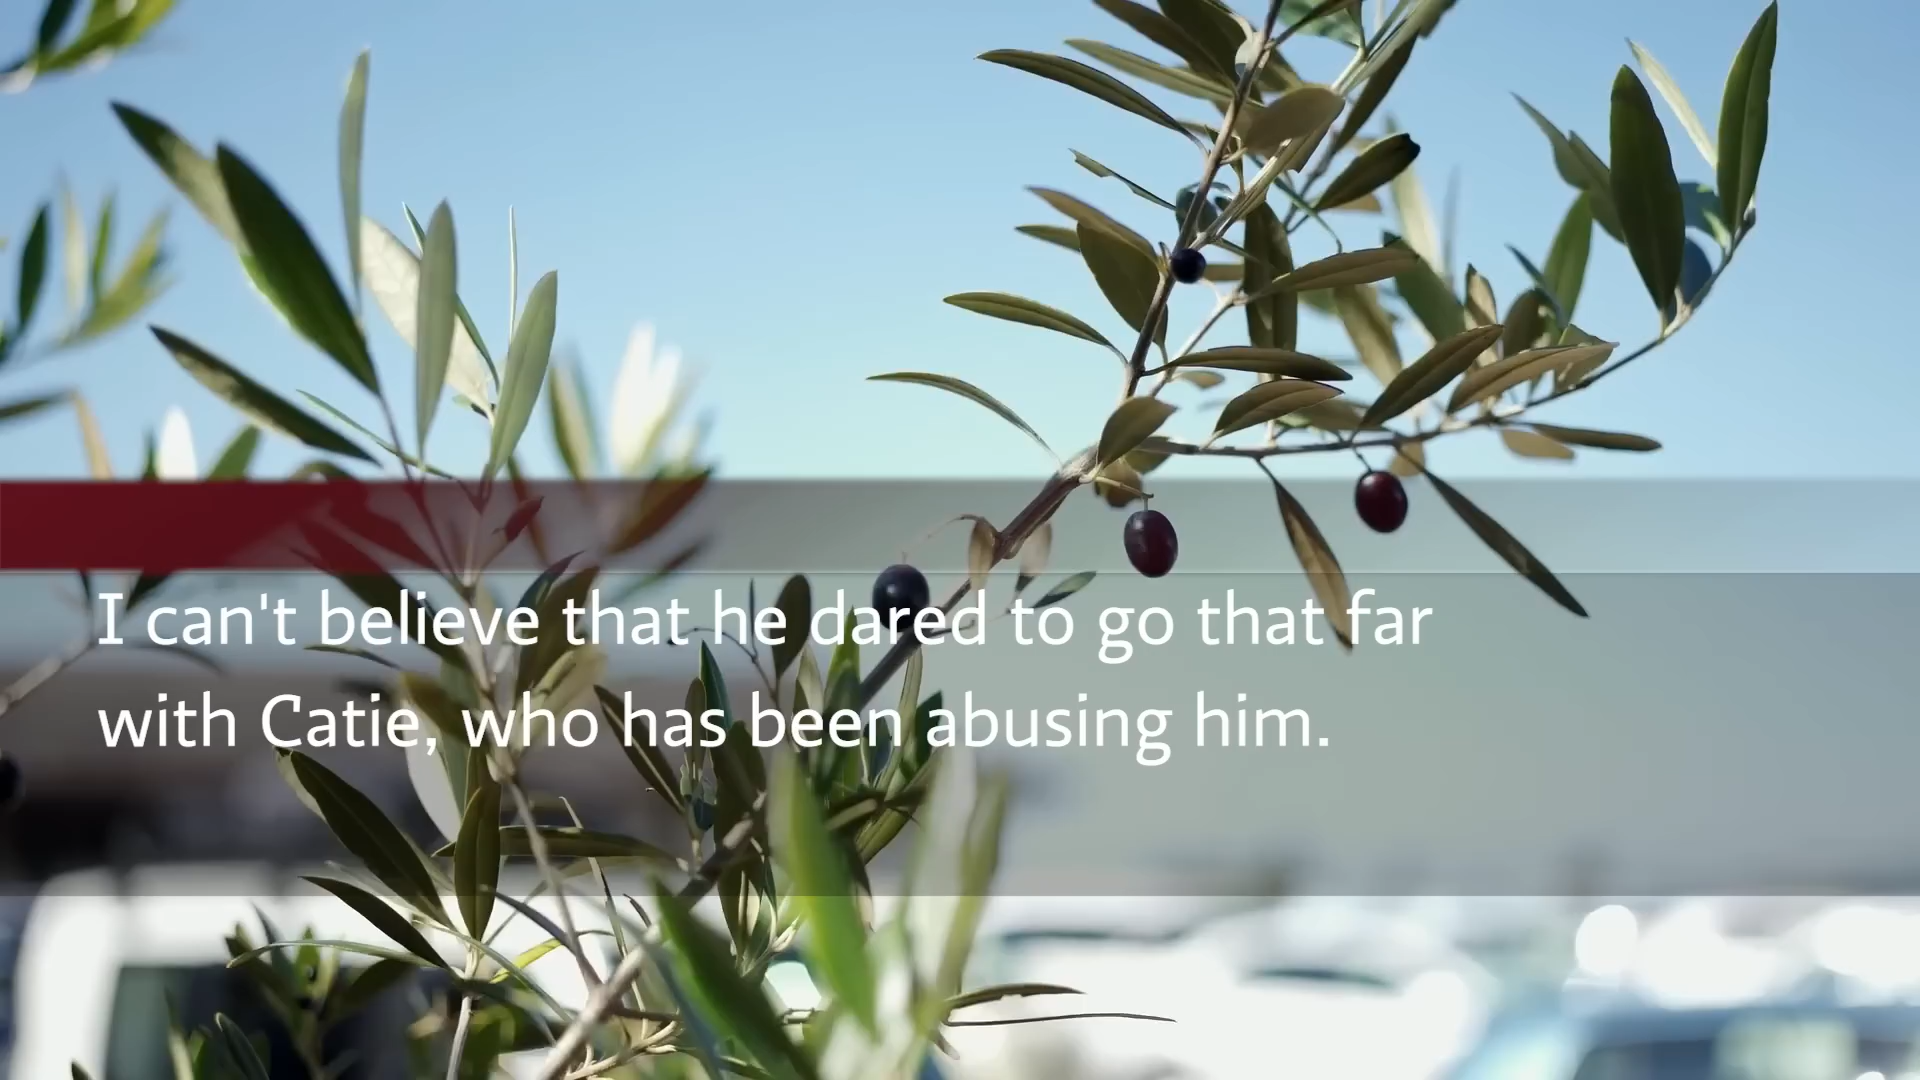 I can't believe that he dared to go that far
with Catie, who has been abusing him.